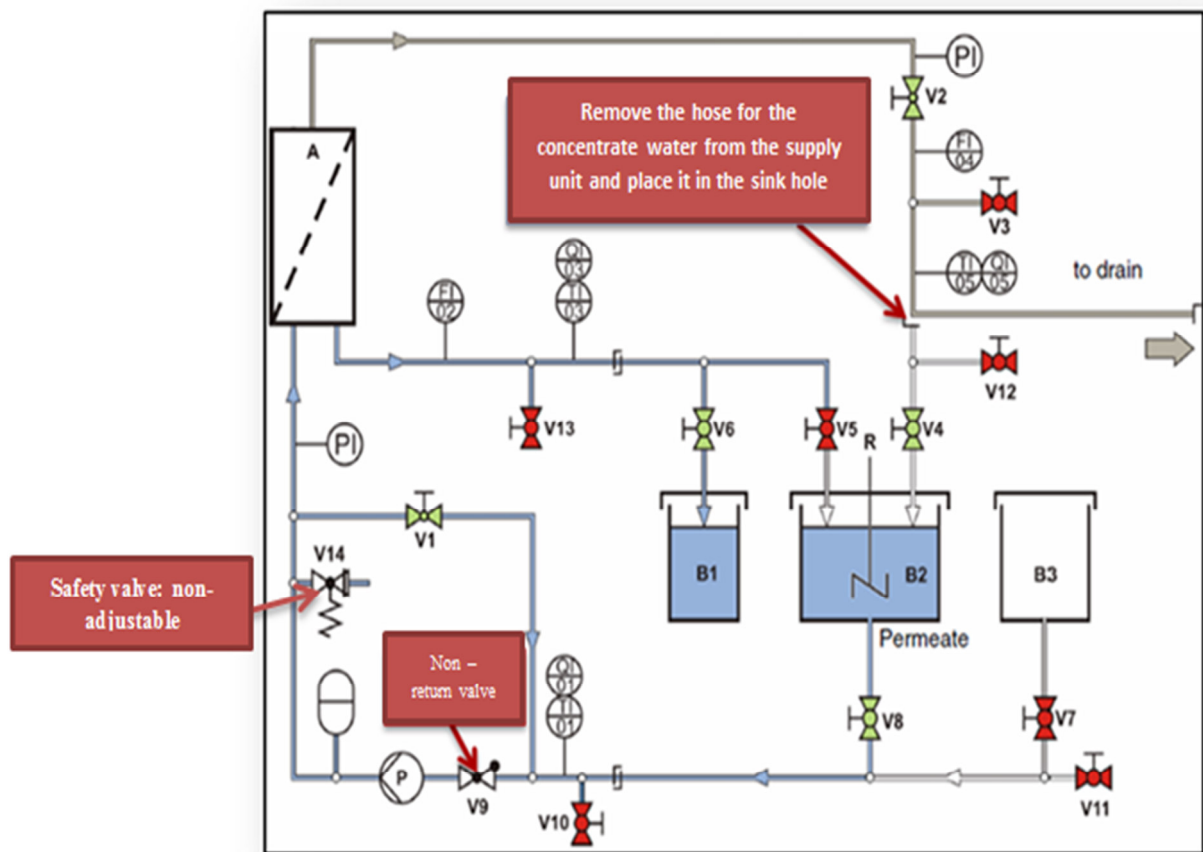 PI
V2
Remove the hose for the
concentrate water from the supply
unit and place it in the sink hole
A
FI
04
V3
QI
03
TI
03
FI
02
TI
05
QI
05
to drain
V12
V13
V6
V5
R
V4
PI
V1
V14
Safety valve: non-
adjustable
B1
B2
B3
Permeate
Non –
return valve
QI
01
TI
01
V8
V7
P
V9
V10
V11